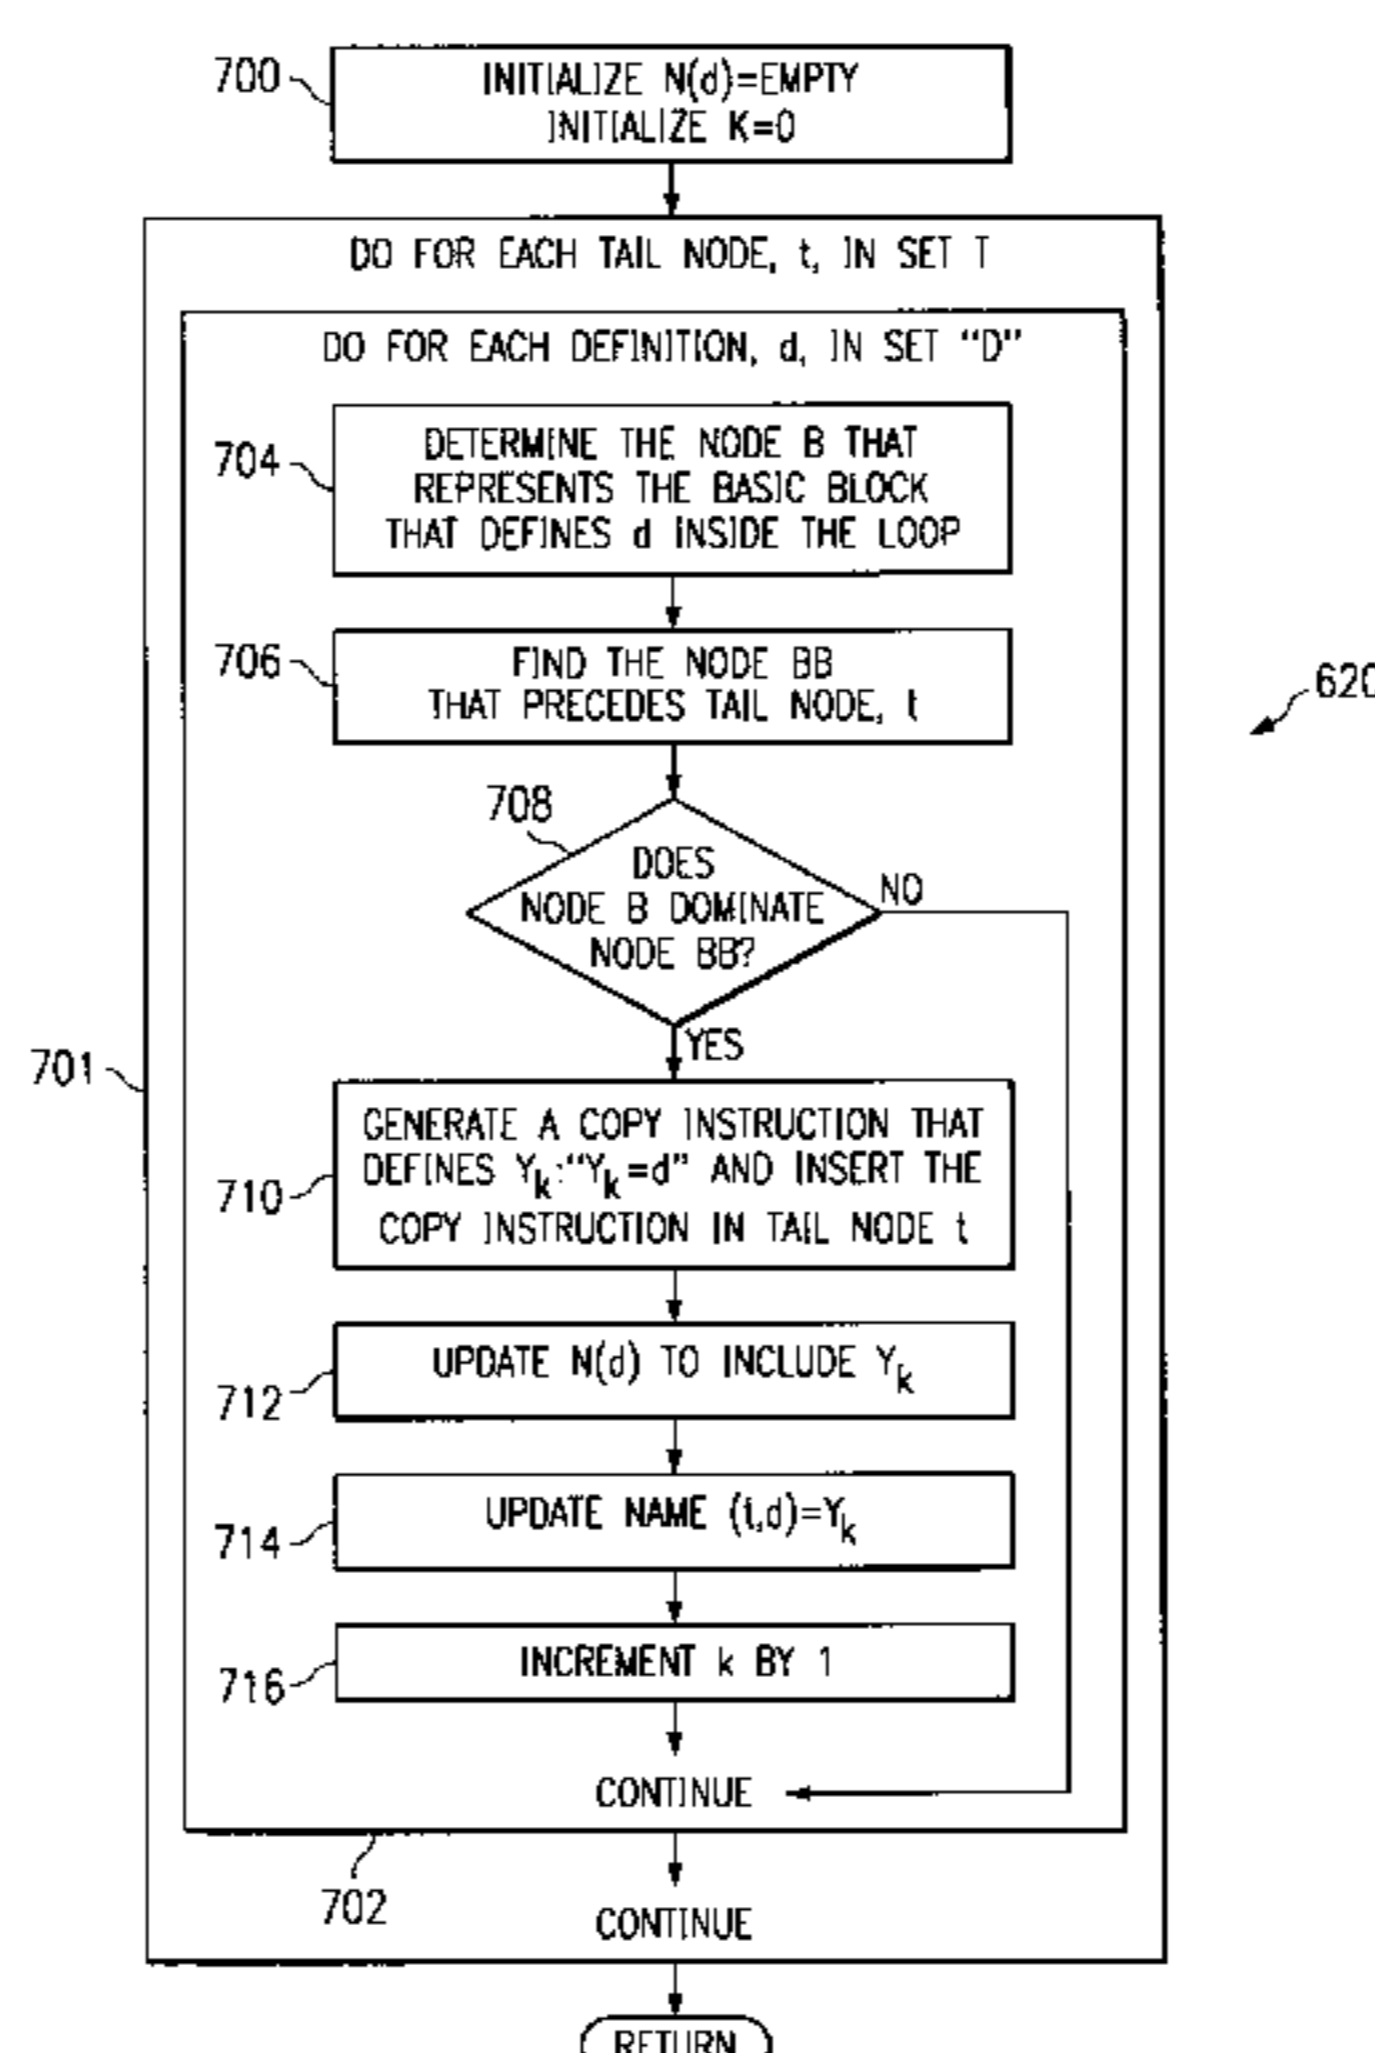 700
INITIALIZE N(d)=EMPTY
INITIALIZE K=0
DO FOR EACH TAIL NODE, t, IN SET T
DO FOR EACH DEFINITION, d, IN SET “D”
704
DETERMINE THE NODE B THAT
REPRESENTS THE BASIC BLOCK
THAT DEFINES d INSIDE THE LOOP
706
FIND THE NODE BB
THAT PRECEDES TAIL NODE, t
620
708
DOES
NODE B DOMINATE
NODE BB?
NO
YES
701
710
GENERATE A COPY INSTRUCTION THAT
DEFINES Yk:“Yk=d” AND INSERT THE
COPY INSTRUCTION IN TAIL NODE t
712
UPDATE N(d) TO INCLUDE Yk
714
UPDATE NAME (t,d)=Yk
716
INCREMENT k BY 1
CONTINUE
702
CONTINUE
RETURN